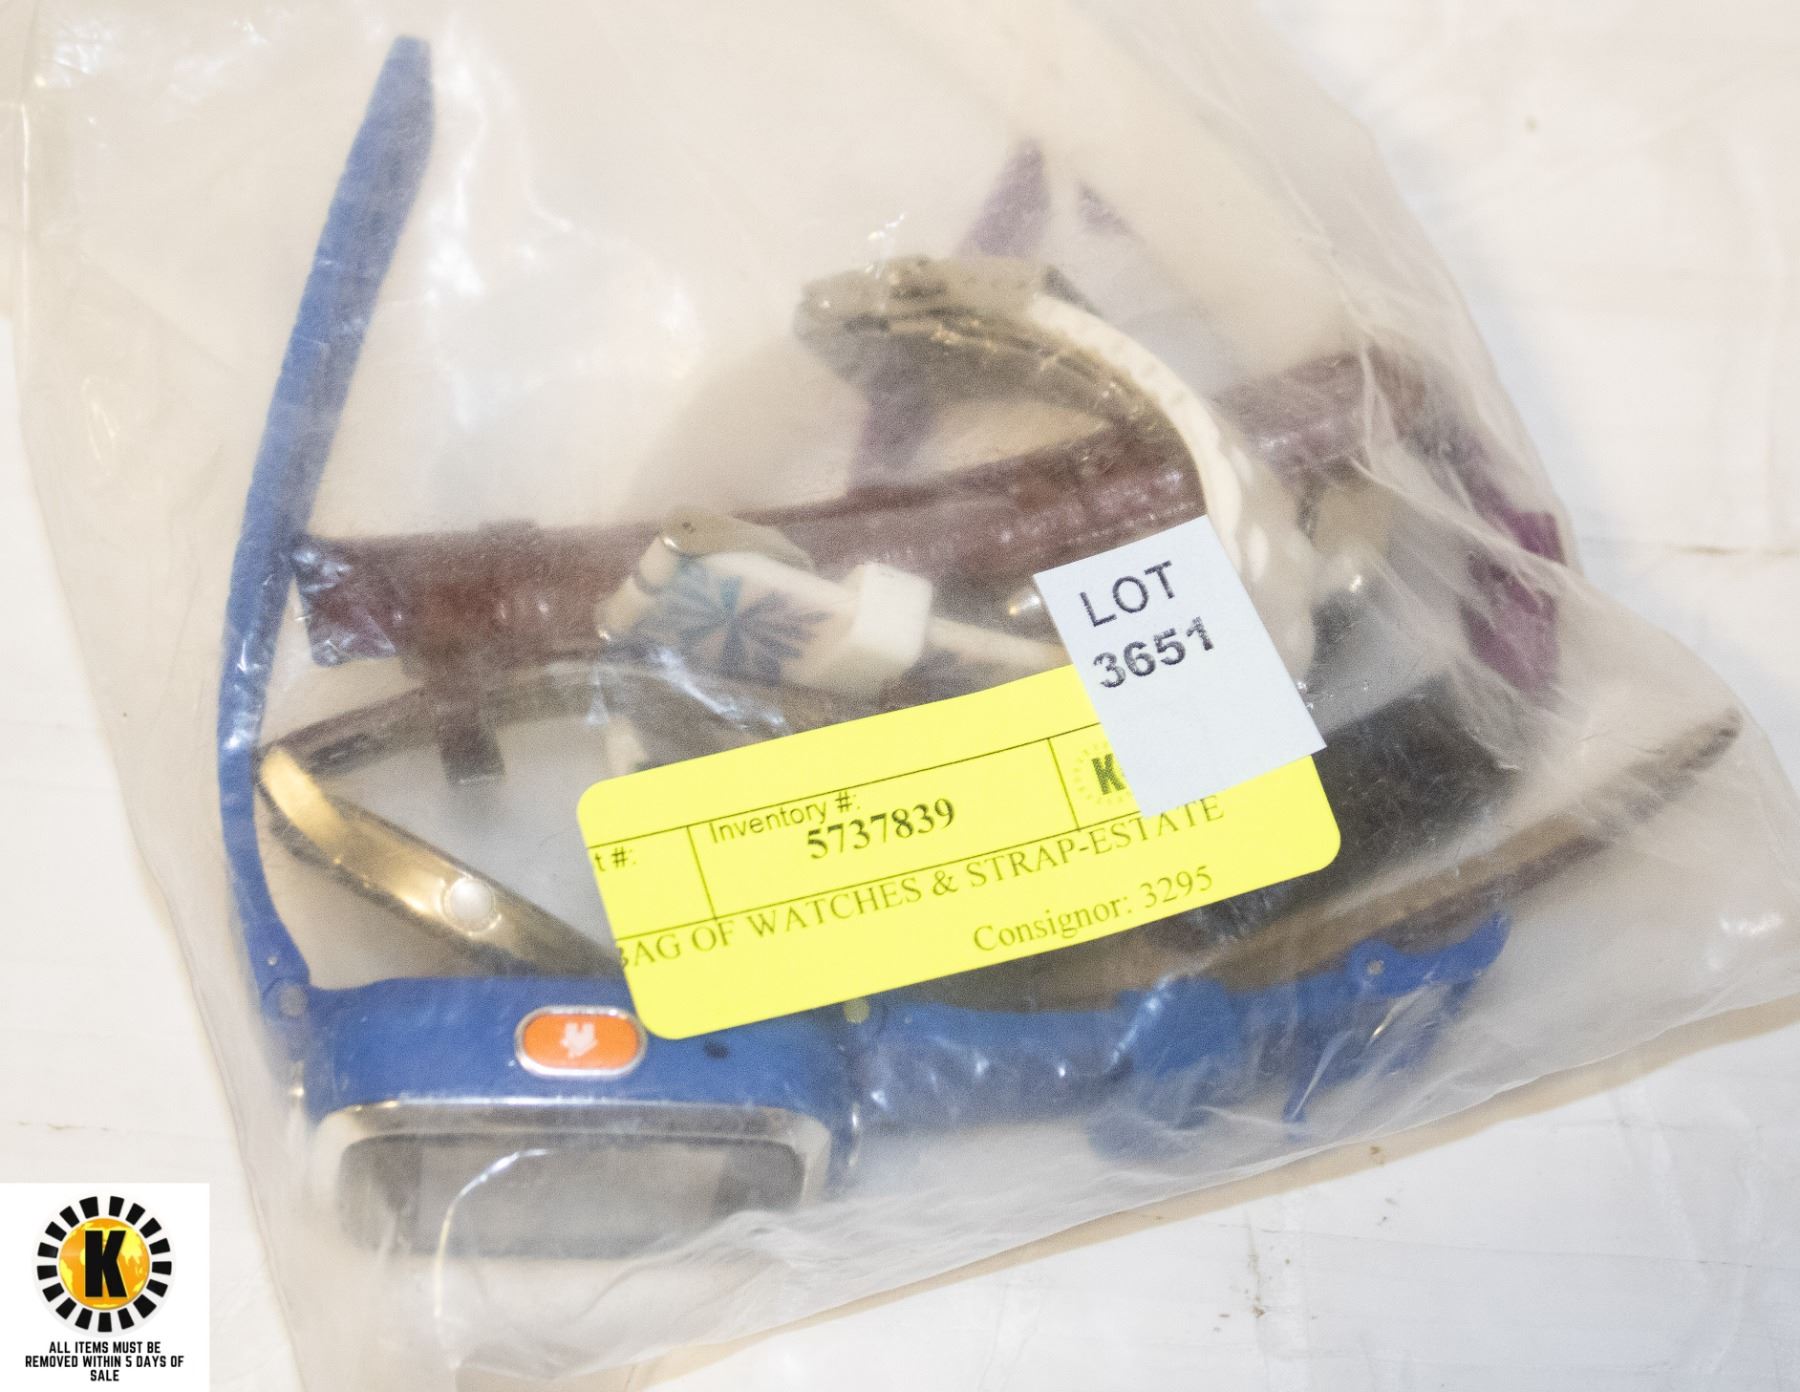 LOT
3651
Inventory #:
t #:
5737839
K
BAG OF WATCHES & STRAP-ESTATE
Consignor: 3295
K
ALL ITEMS MUST BE
REMOVED WITHIN 5 DAYS OF
SALE